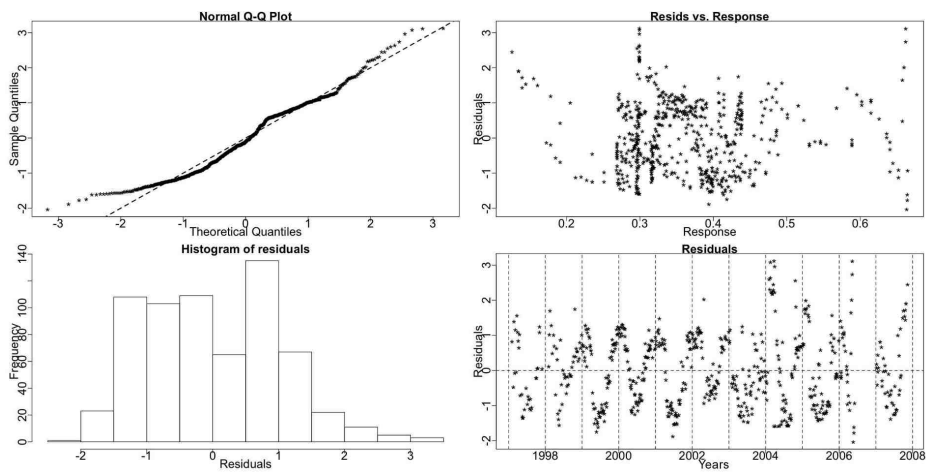 Normal Q-Q Plot
Sample Quantiles
3
2
1
0
-1
-2
-3 -2 -1 0 1 2 3
Theoretical Quantiles
Resids vs. Response
Residuals
3
2
1
0
-1
-2
0.2 0.3 0.4 0.5 0.6
Response
Histogram of residuals
Frequency
140
100
80
60
40
20
0
-2 -1 0 1 2 3
Residuals
Residuals
Residuals
3
2
1
0
-1
-2
1998 2000 2002 2004 2006 2008
Years